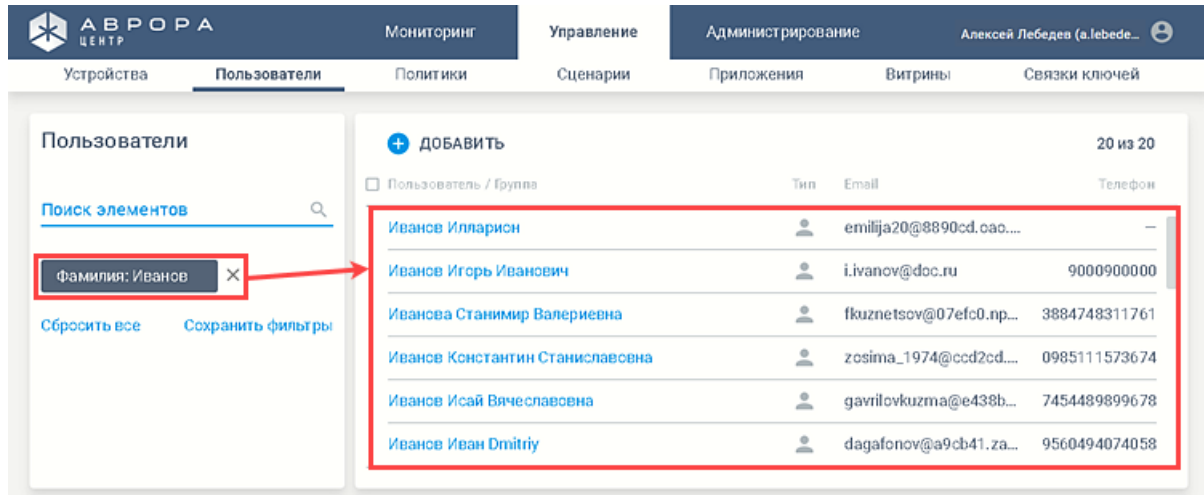 АВРОРА
ЦЕНТР
Мониторинг Управление Администрирование Алексей Лебедев (a.lebede...
Устройства Пользователи Политики Сценарии Приложения Витрины Связки ключей
Пользователи
ДОБАВИТЬ 20 из 20
Пользователь / Группа Тип Email Телефон
Поиск элементов
Иванов Илларион emilija20@8890cd.oao.... —
Фамилия: Иванов
Иванов Игорь Иванович i.ivanov@doc.ru 9000900000
Сбросить все Сохранить фильтры
Иванова Станимир Валериевна fkuznetsov@07efc0.np... 3884748311761
Иванов Константин Станиславовна zosima_1974@ccd2cd.... 0985111573674
Иванов Исай Вячеславовна gavrilovkuzma@e438b... 7454489899678
Иванов Иван Dmitriy dagafonov@a9cb41.za... 9560494074058